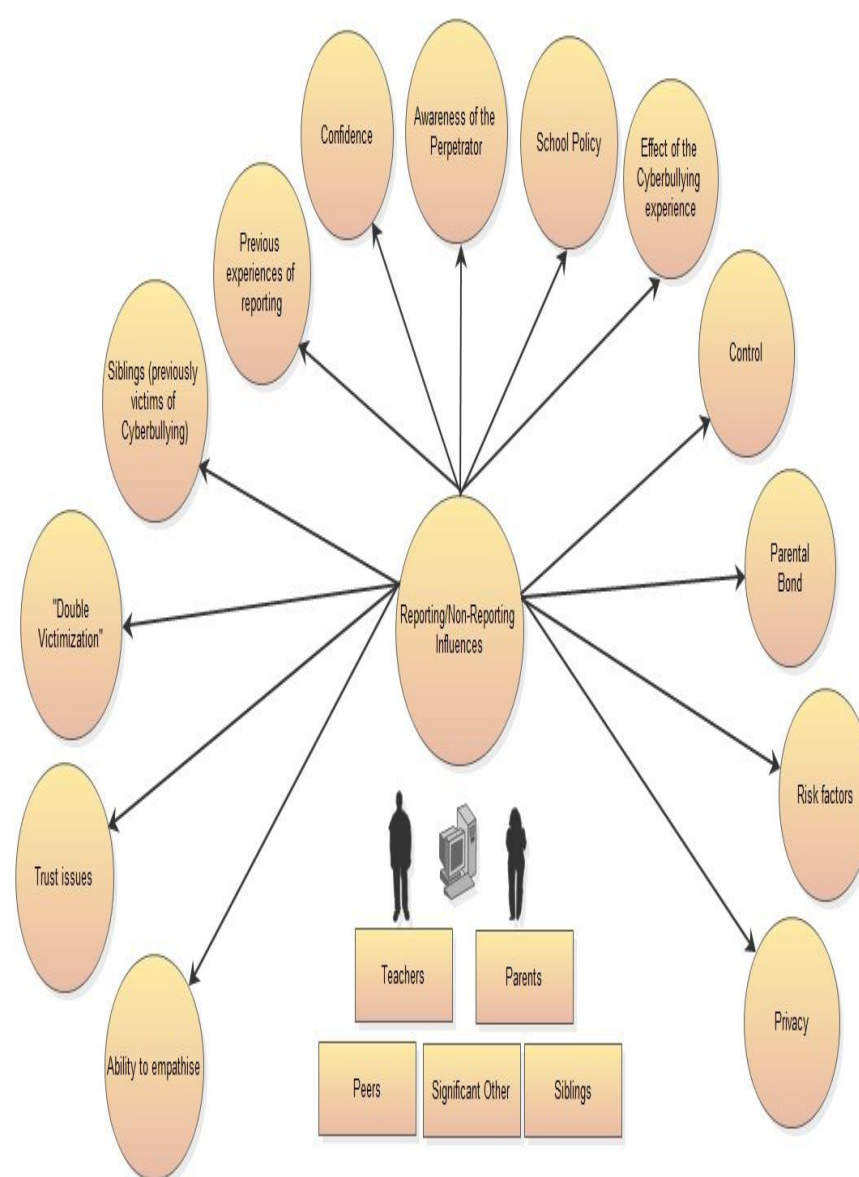 Confidence
Awareness of the
Perpetrator
School Policy
Effect of the
Cyberbullying
experience
Previous
experiences of
reporting
Control
Siblings (previously
victims of
Cyberbullying)
Parental
Bond
"Double
Victimization"
Reporting/Non-Reporting
Influences
Risk factors
Trust issues
Privacy
Ability to empathise
Teachers
Parents
Peers
Significant Other
Siblings